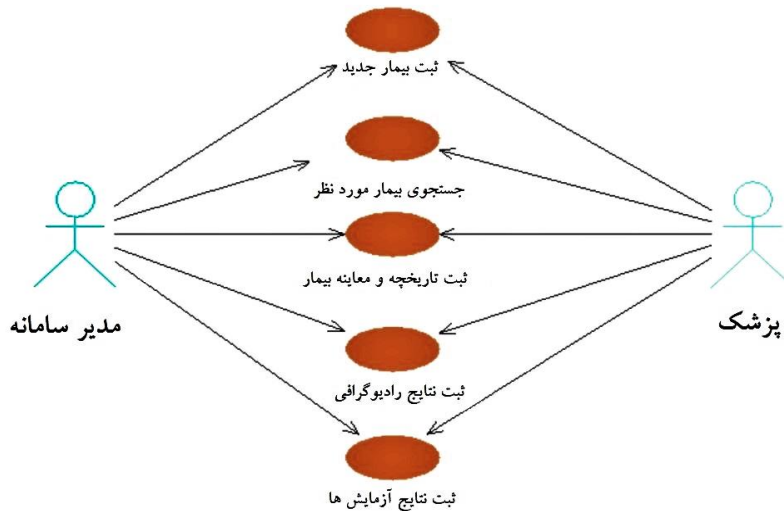 ثبت بیمار جدید
جستجوی بیمار مورد نظر
ثبت تاریخچه و معاینه بیمار
مدیر سامانه
پزشک
ثبت نتایج رادیوگرافی
ثبت نتایج آزمایش ها